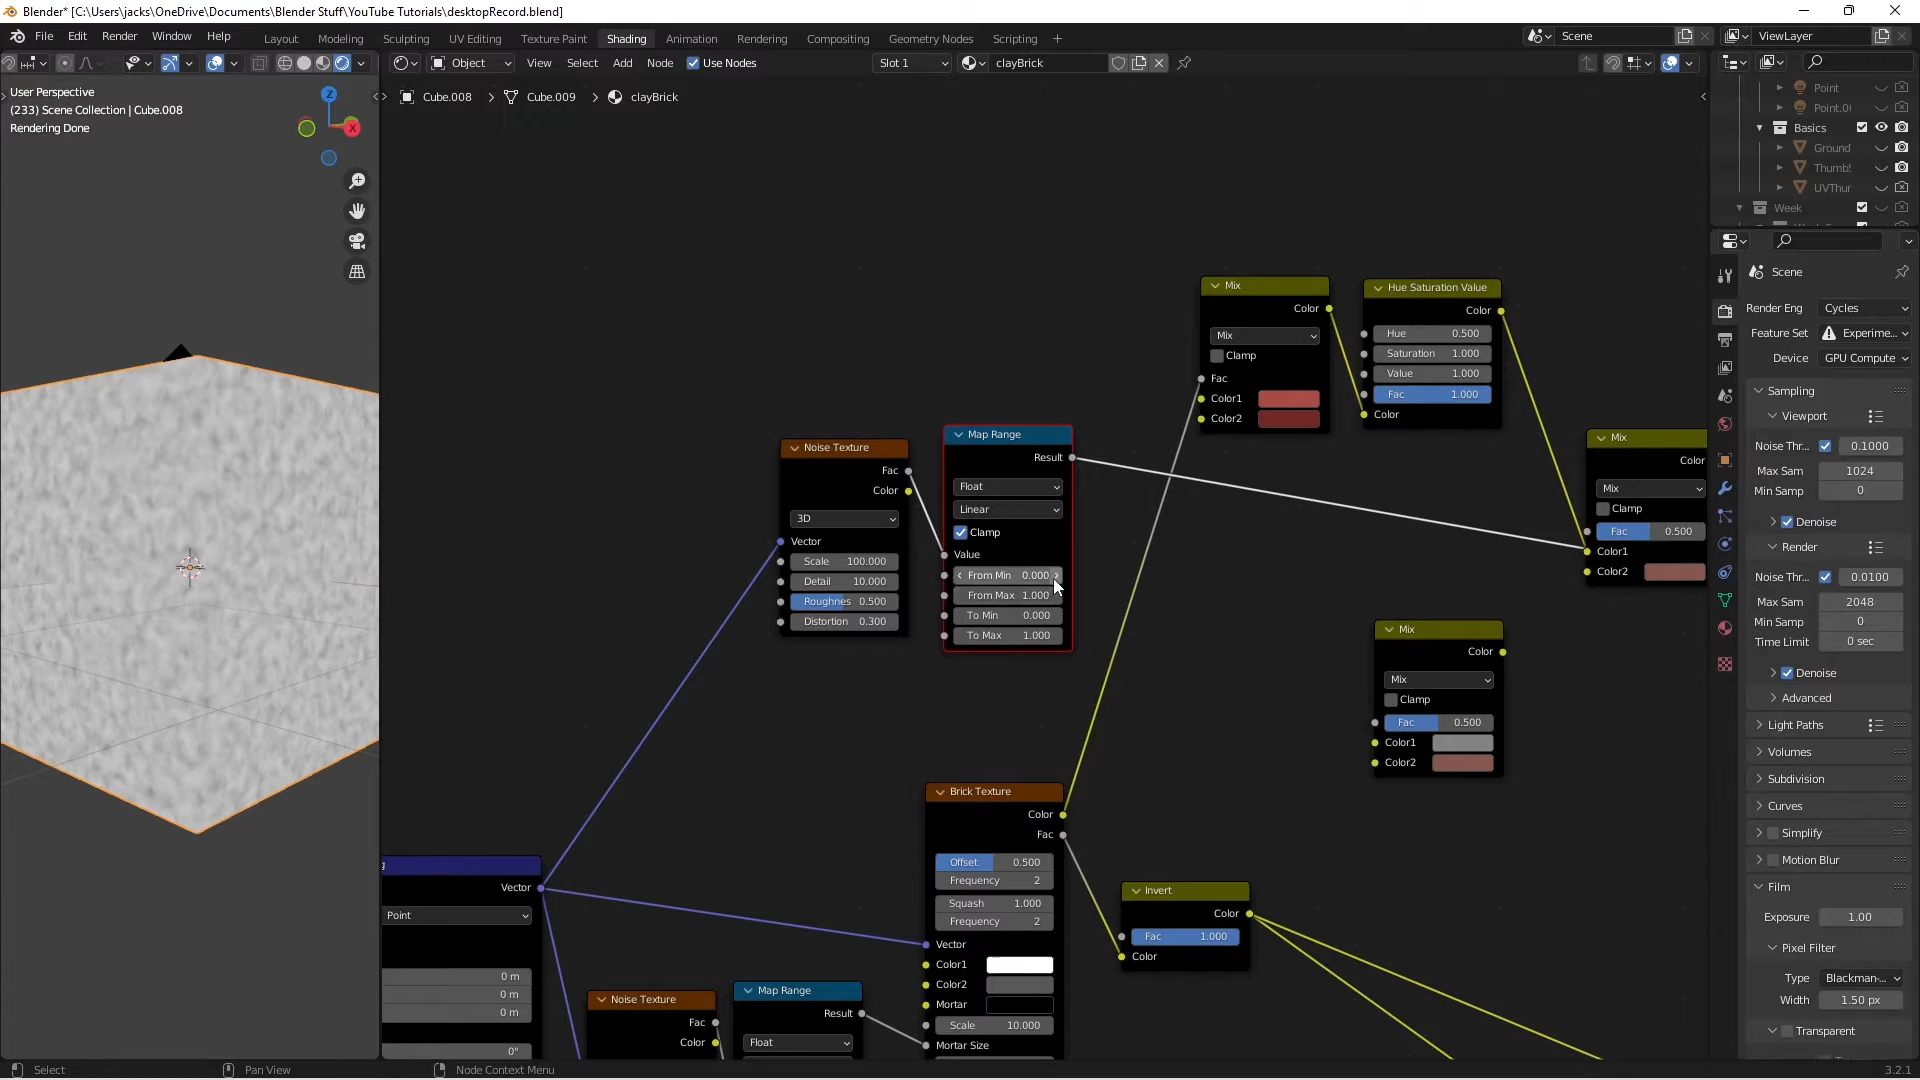 Blender* [C:\Users\jacks\OneDrive\Documents\Blender Stuff\YouTube Tutorials\desktopRecord.blend]
File Edit Render Window Help
Layout Modeling Sculpting UV Editing Texture Paint Shading Animation Rendering Compositing Geometry Nodes Scripting +
Scene ViewLayer
Object View Select Add Node Use Nodes Slot 1 clayBrick
User Perspective
(233) Scene Collection | Cube.008
Rendering Done
Z
X
Cube.008 > Cube.009 > clayBrick
Mix
Color
Mix
Clamp
Fac
Color1
Color2
Hue Saturation Value
Color
Hue 0.500
Saturation 1.000
Value 1.000
Fac 1.000
Color
Noise Texture
Fac
Color
3D
Vector
Scale 100.000
Detail 10.000
Roughnes 0.500
Distortion 0.300
Map Range
Result
Float
Linear
Clamp
Value
From Min 0.000
From Max 1.000
To Min 0.000
To Max 1.000
Mix
Color
Mix
Clamp
Fac 0.500
Color1
Color2
Mix
Color
Mix
Clamp
Fac 0.500
Color1
Color2
Vector
Point
0 m
0 m
0 m
0°
Brick Texture
Color
Fac
Offset 0.500
Frequency 2
Squash 1.000
Frequency 2
Vector
Color1
Color2
Mortar
Scale 10.000
Mortar Size
Invert
Color
Fac 1.000
Color
Noise Texture
Fac
Color
Map Range
Result
Float
Point
Point.0
Basics
Ground
Thumb
UVThur
Week
Scene
Render Eng Cycles
Feature Set Experime...
Device GPU Compute
Sampling
Viewport
Noise Thr... 0.1000
Max Sam 1024
Min Samp 0
Denoise
Render
Noise Thr... 0.0100
Max Sam 2048
Min Samp 0
Time Limit 0 sec
Denoise
Advanced
Light Paths
Volumes
Subdivision
Curves
Simplify
Motion Blur
Film
Exposure 1.00
Pixel Filter
Type Blackman-...
Width 1.50 px
Transparent
Select Pan View Node Context Menu 3.2.1